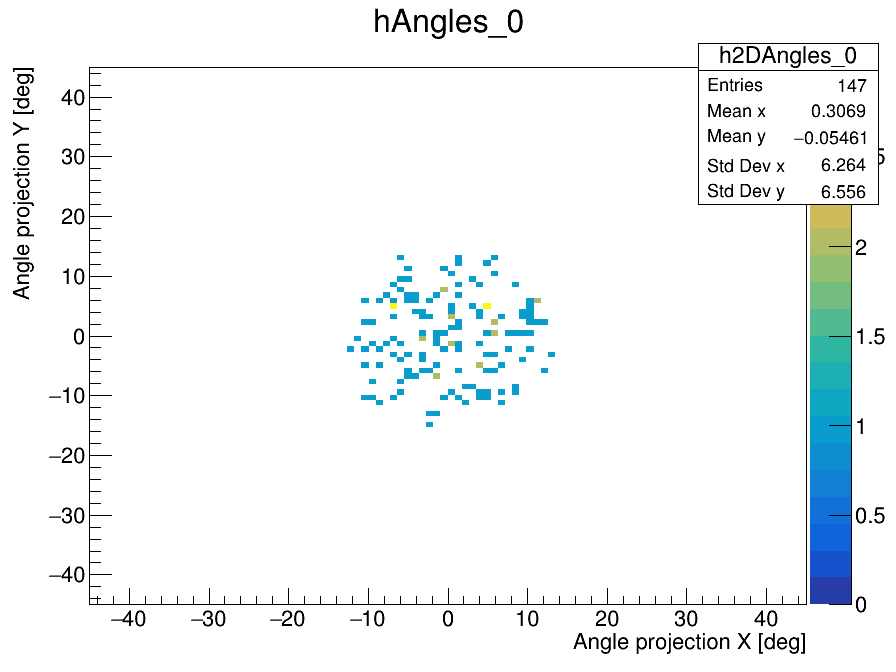 hAngles_0
h2DAngles_0
Entries 147
Mean x 0.3069
Mean y −0.05461
Std Dev x 6.264
Std Dev y 6.556
Angle projection Y [deg]
40
30
20
10
0
−10
−20
−30
−40
−40 −30 −20 −10 0 10 20 30 40
Angle projection X [deg]
5
2
1.5
1
0.5
0